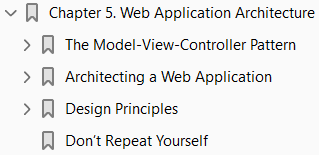 Chapter 5. Web Application Architecture
The Model-View-Controller Pattern
Architecting a Web Application
Design Principles
Don’t Repeat Yourself